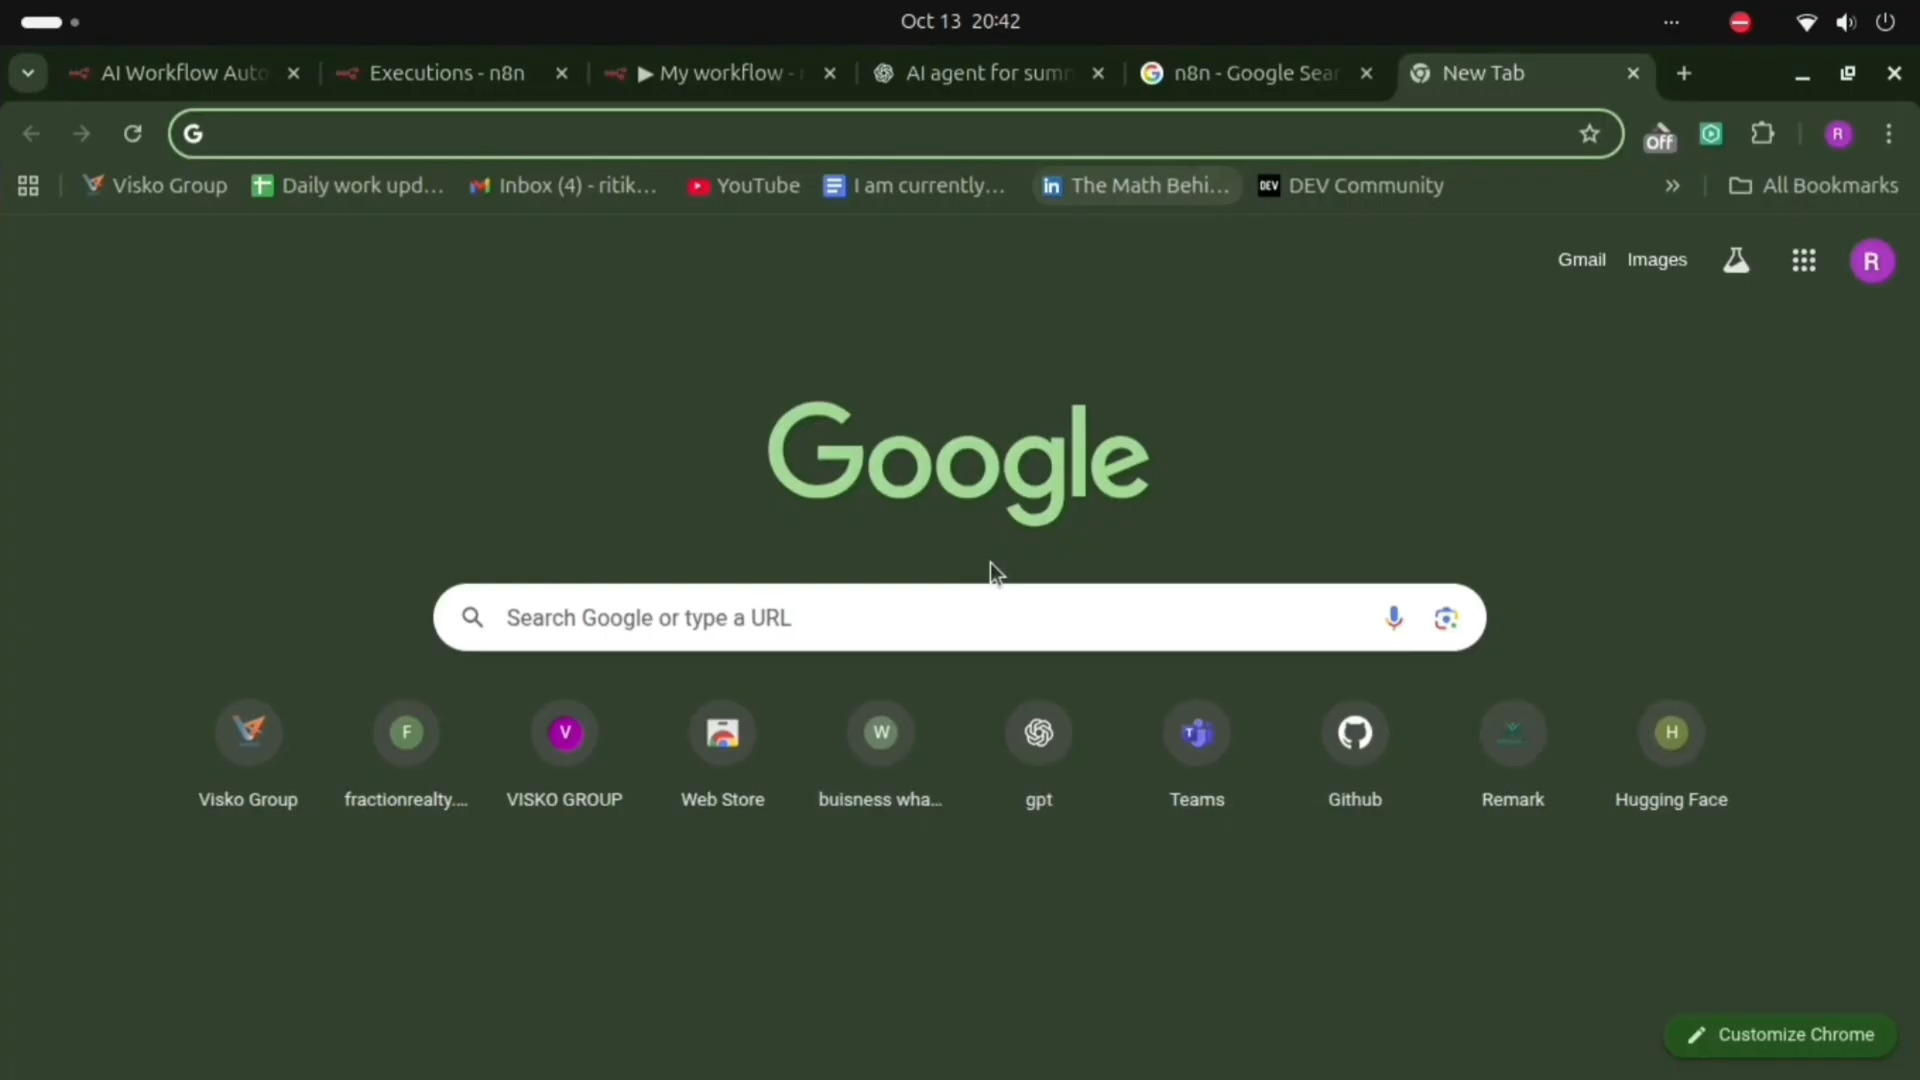 Oct 13 20:42
AI Workflow Auto
Executions - n8n
▶ My workflow -
AI agent for sum
n8n - Google Sear
New Tab
G
Off
R
Visko Group
Daily work upd...
Inbox (4) - ritik...
YouTube
I am currently...
in
The Math Behi...
DEV
DEV Community
All Bookmarks
Gmail
Images
R
Google
Search Google or type a URL
F
V
W
T
H
Visko Group
fractionrealty....
VISKO GROUP
Web Store
buisness wha...
gpt
Teams
Github
Remark
Hugging Face
Customize Chrome